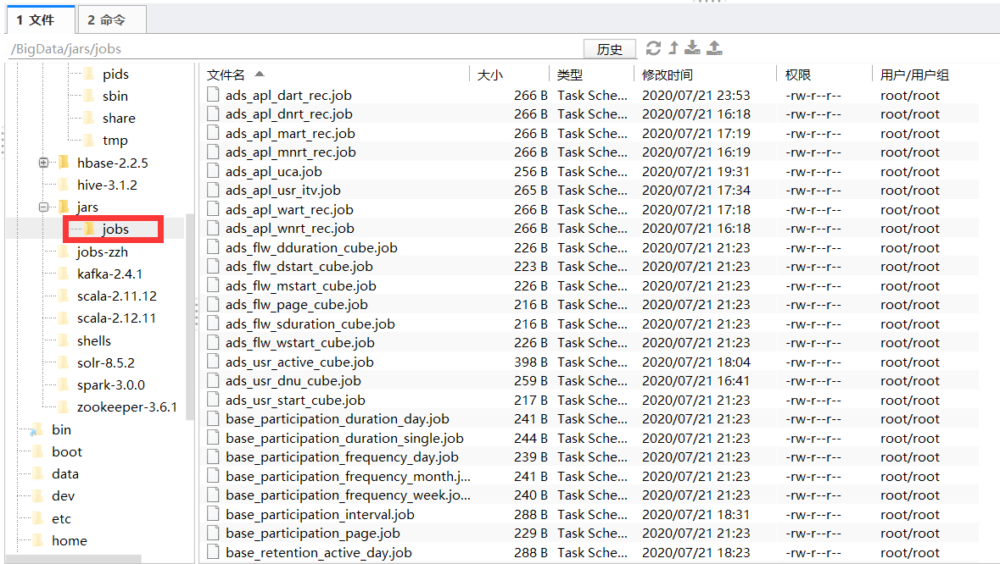 1 文件 2 命令
/BigData/jars/jobs 历史
pids
sbin
share
tmp
hbase-2.2.5
hive-3.1.2
jars
jobs
jobs-zzh
kafka-2.4.1
scala-2.11.12
scala-2.12.11
shells
solr-8.5.2
spark-3.0.0
zookeeper-3.6.1
bin
boot
data
dev
etc
home
文件名 大小 类型 修改时间 权限 用户/用户组
ads_apl_dart_rec.job 266 B Task Sche... 2020/07/21 23:53 -rw-r--r-- root/root
ads_apl_dnrt_rec.job 266 B Task Sche... 2020/07/21 16:18 -rw-r--r-- root/root
ads_apl_mart_rec.job 266 B Task Sche... 2020/07/21 17:19 -rw-r--r-- root/root
ads_apl_mnrt_rec.job 266 B Task Sche... 2020/07/21 16:19 -rw-r--r-- root/root
ads_apl_uca.job 256 B Task Sche... 2020/07/21 19:31 -rw-r--r-- root/root
ads_apl_usr_itv.job 265 B Task Sche... 2020/07/21 17:34 -rw-r--r-- root/root
ads_apl_wart_rec.job 266 B Task Sche... 2020/07/21 17:18 -rw-r--r-- root/root
ads_apl_wnrt_rec.job 266 B Task Sche... 2020/07/21 16:18 -rw-r--r-- root/root
ads_flw_dduration_cube.job 226 B Task Sche... 2020/07/21 21:23 -rw-r--r-- root/root
ads_flw_dstart_cube.job 223 B Task Sche... 2020/07/21 21:23 -rw-r--r-- root/root
ads_flw_mstart_cube.job 226 B Task Sche... 2020/07/21 21:23 -rw-r--r-- root/root
ads_flw_page_cube.job 216 B Task Sche... 2020/07/21 21:23 -rw-r--r-- root/root
ads_flw_sduration_cube.job 216 B Task Sche... 2020/07/21 21:23 -rw-r--r-- root/root
ads_flw_wstart_cube.job 226 B Task Sche... 2020/07/21 21:23 -rw-r--r-- root/root
ads_usr_active_cube.job 398 B Task Sche... 2020/07/21 18:04 -rw-r--r-- root/root
ads_usr_dnu_cube.job 259 B Task Sche... 2020/07/21 16:41 -rw-r--r-- root/root
ads_usr_start_cube.job 217 B Task Sche... 2020/07/21 21:23 -rw-r--r-- root/root
base_participation_duration_day.job 241 B Task Sche... 2020/07/21 21:23 -rw-r--r-- root/root
base_participation_duration_single.job 244 B Task Sche... 2020/07/21 21:23 -rw-r--r-- root/root
base_participation_frequency_day.job 239 B Task Sche... 2020/07/21 21:23 -rw-r--r-- root/root
base_participation_frequency_month.j... 241 B Task Sche... 2020/07/21 21:23 -rw-r--r-- root/root
base_participation_frequency_week.jo... 240 B Task Sche... 2020/07/21 21:23 -rw-r--r-- root/root
base_participation_interval.job 288 B Task Sche... 2020/07/21 18:31 -rw-r--r-- root/root
base_participation_page.job 229 B Task Sche... 2020/07/21 21:23 -rw-r--r-- root/root
base_retention_active_day.job 288 B Task Sche... 2020/07/21 18:23 -rw-r--r-- root/root